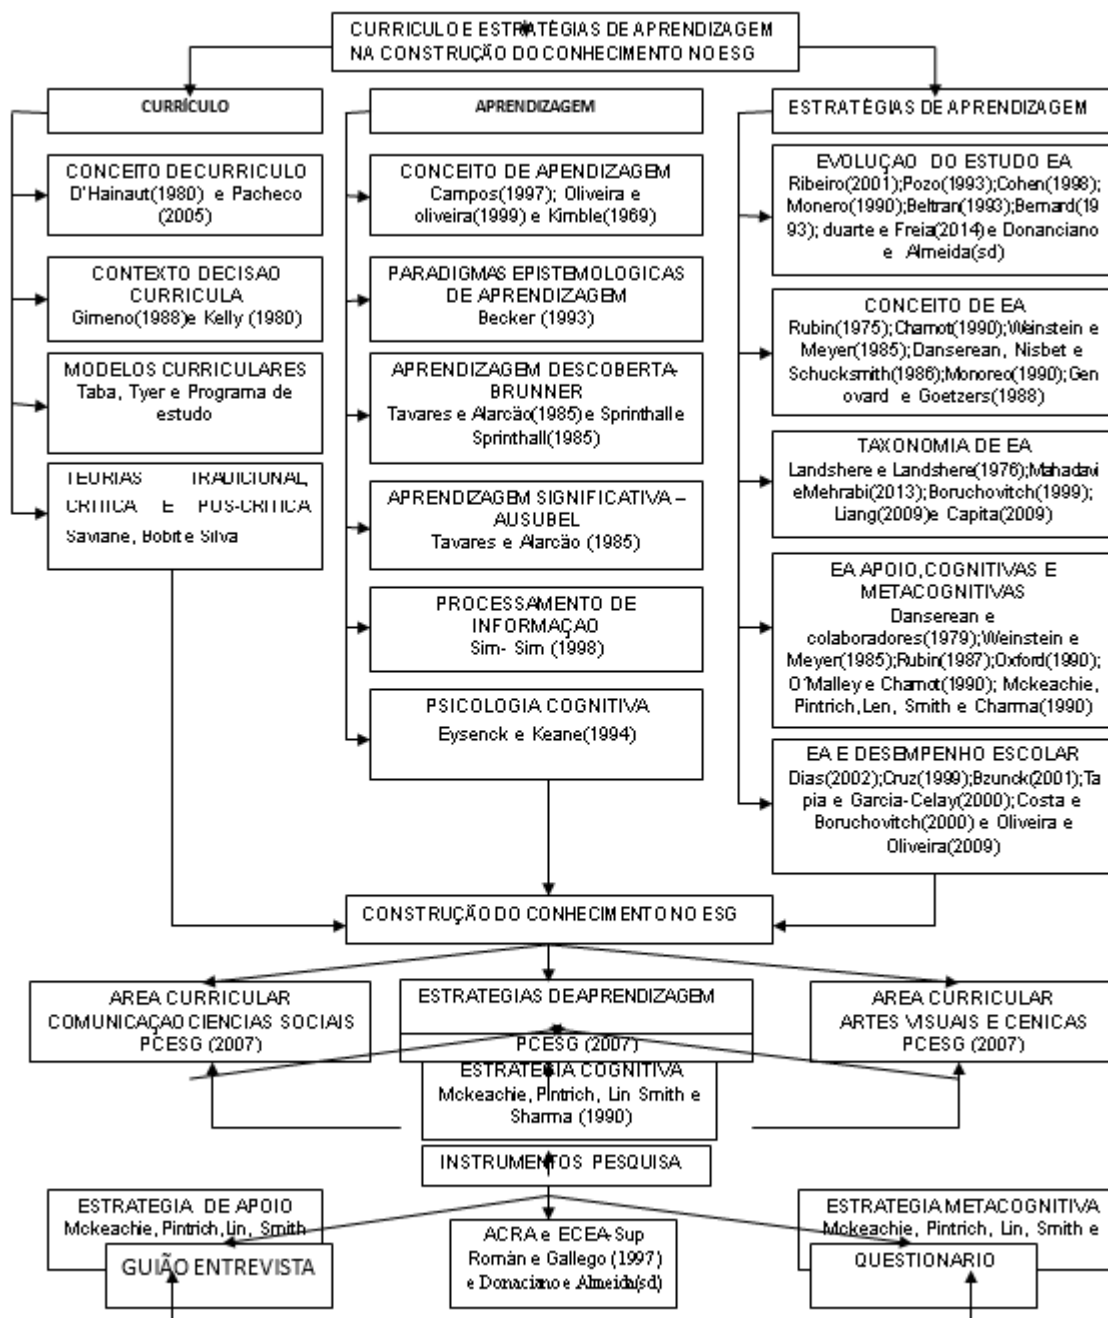 CURRICULO E ESTRATÉGIAS DE APRENDIZAGEM
NA CONSTRUÇÃO DO CONHECIMENTO NO ESG
CURRÍCULO
CONCEITO DECURRICULO
D'Hainaut(1980) e Pacheco
(2005)
CONTEXTO DECISAO
CURRICULA
Gimeno(1988)e Kelly (1980)
MODELOS CURRICULARES
Taba, Tyer e Programa de
estudo
TEORIAS TRADICIONAL,
CRITICA E POS-CRITICA
Saviane, Bobit e Silva
APRENDIZAGEM
CONCEITO DE APENDIZAGEM
Campos(1997); Oliveira e
oliveira(1999) e Kimble(1969)
PARADIGMAS EPISTEMOLOGICAS
DE APRENDIZAGEM
Becker (1993)
APRENDIZAGEM DESCOBERTA-
BRUNNER
Tavares e Alarcão(1985) e Sprinthall e
Sprinthall(1985)
APRENDIZAGEM SIGNIFICATIVA –
AUSUBEL
Tavares e Alarcão (1985)
PROCESSAMENTO DE
INFORMAÇAO
Sim- Sim (1998)
PSICOLOGIA COGNITIVA
Eysenck e Keane(1994)
ESTRATÉGIAS DE APRENDIZAGEM
EVOLUÇAO DO ESTUDO EA
Ribeiro(2001);Pozo(1993);Cohen(1998);
Monero(1990);Beltran(1993);Bernard(19
93); duarte e Freia(2014) e Donanciano
e Almeida(sd)
CONCEITO DE EA
Rubin(1975);Chamot(1990);Weinstein e
Meyer(1985);Danserean, Nisbet e
Schucksmith(1986);Monoreo(1990);Gen
ovard e Goetzers(1988)
TAXONOMIA DE EA
Landshere e Landshere(1976);Mahadavi
eMehrabi(2013); Boruchovitch(1999);
Liang(2009)e Capita(2009)
EA APOIO, COGNITIVAS E
METACOGNITIVAS
Danserean e
colaboradores(1979);Weinstein e
Meyer(1985);Rubin(1987);Oxford(1990);
O´Malley e Chamot(1990); Mckeachie,
Pintrich,Len, Smith e Charma(1990)
EA E DESEMPENHO ESCOLAR
Dias(2002);Cruz(1999);Bzunck(2001);Ta
pia e Garcia-Celay(2000);Costa e
Boruchovitch(2000) e Oliveira e
Oliveira(2009)
CONSTRUÇÃO DO CONHECIMENTO NO ESG
AREA CURRICULAR
COMUNICAÇAO CIENCIAS SOCIAIS
PCESG (2007)
ESTRATEGIAS DE APRENDIZAGEM
PCESG (2007)
AREA CURRICULAR
ARTES VISUAIS E CENICAS
PCESG (2007)
ESTRATEGIA COGNITIVA
Mckeachie, Pintrich, Lin Smith e
Sharma (1990)
INSTRUMENTOS PESQUISA
ESTRATEGIA DE APOIO
Mckeachie, Pintrich, Lin, Smith
GUIÃO ENTREVISTA
ACRA e ECEA-Sup
Román e Gallego (1997)
e Donaciano e Almeida(sd)
ESTRATEGIA METACOGNITIVA
Mckeachie, Pintrich, Lin, Smith e
QUESTIONARIO